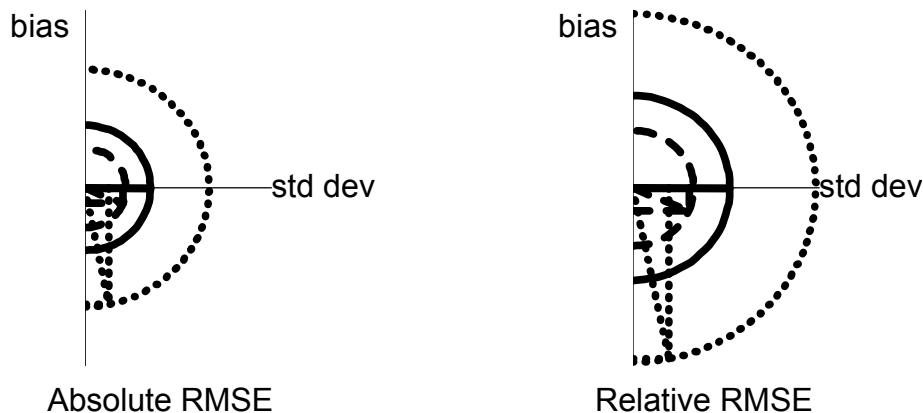 bias
std dev
Absolute RMSE
bias
std dev
Relative RMSE